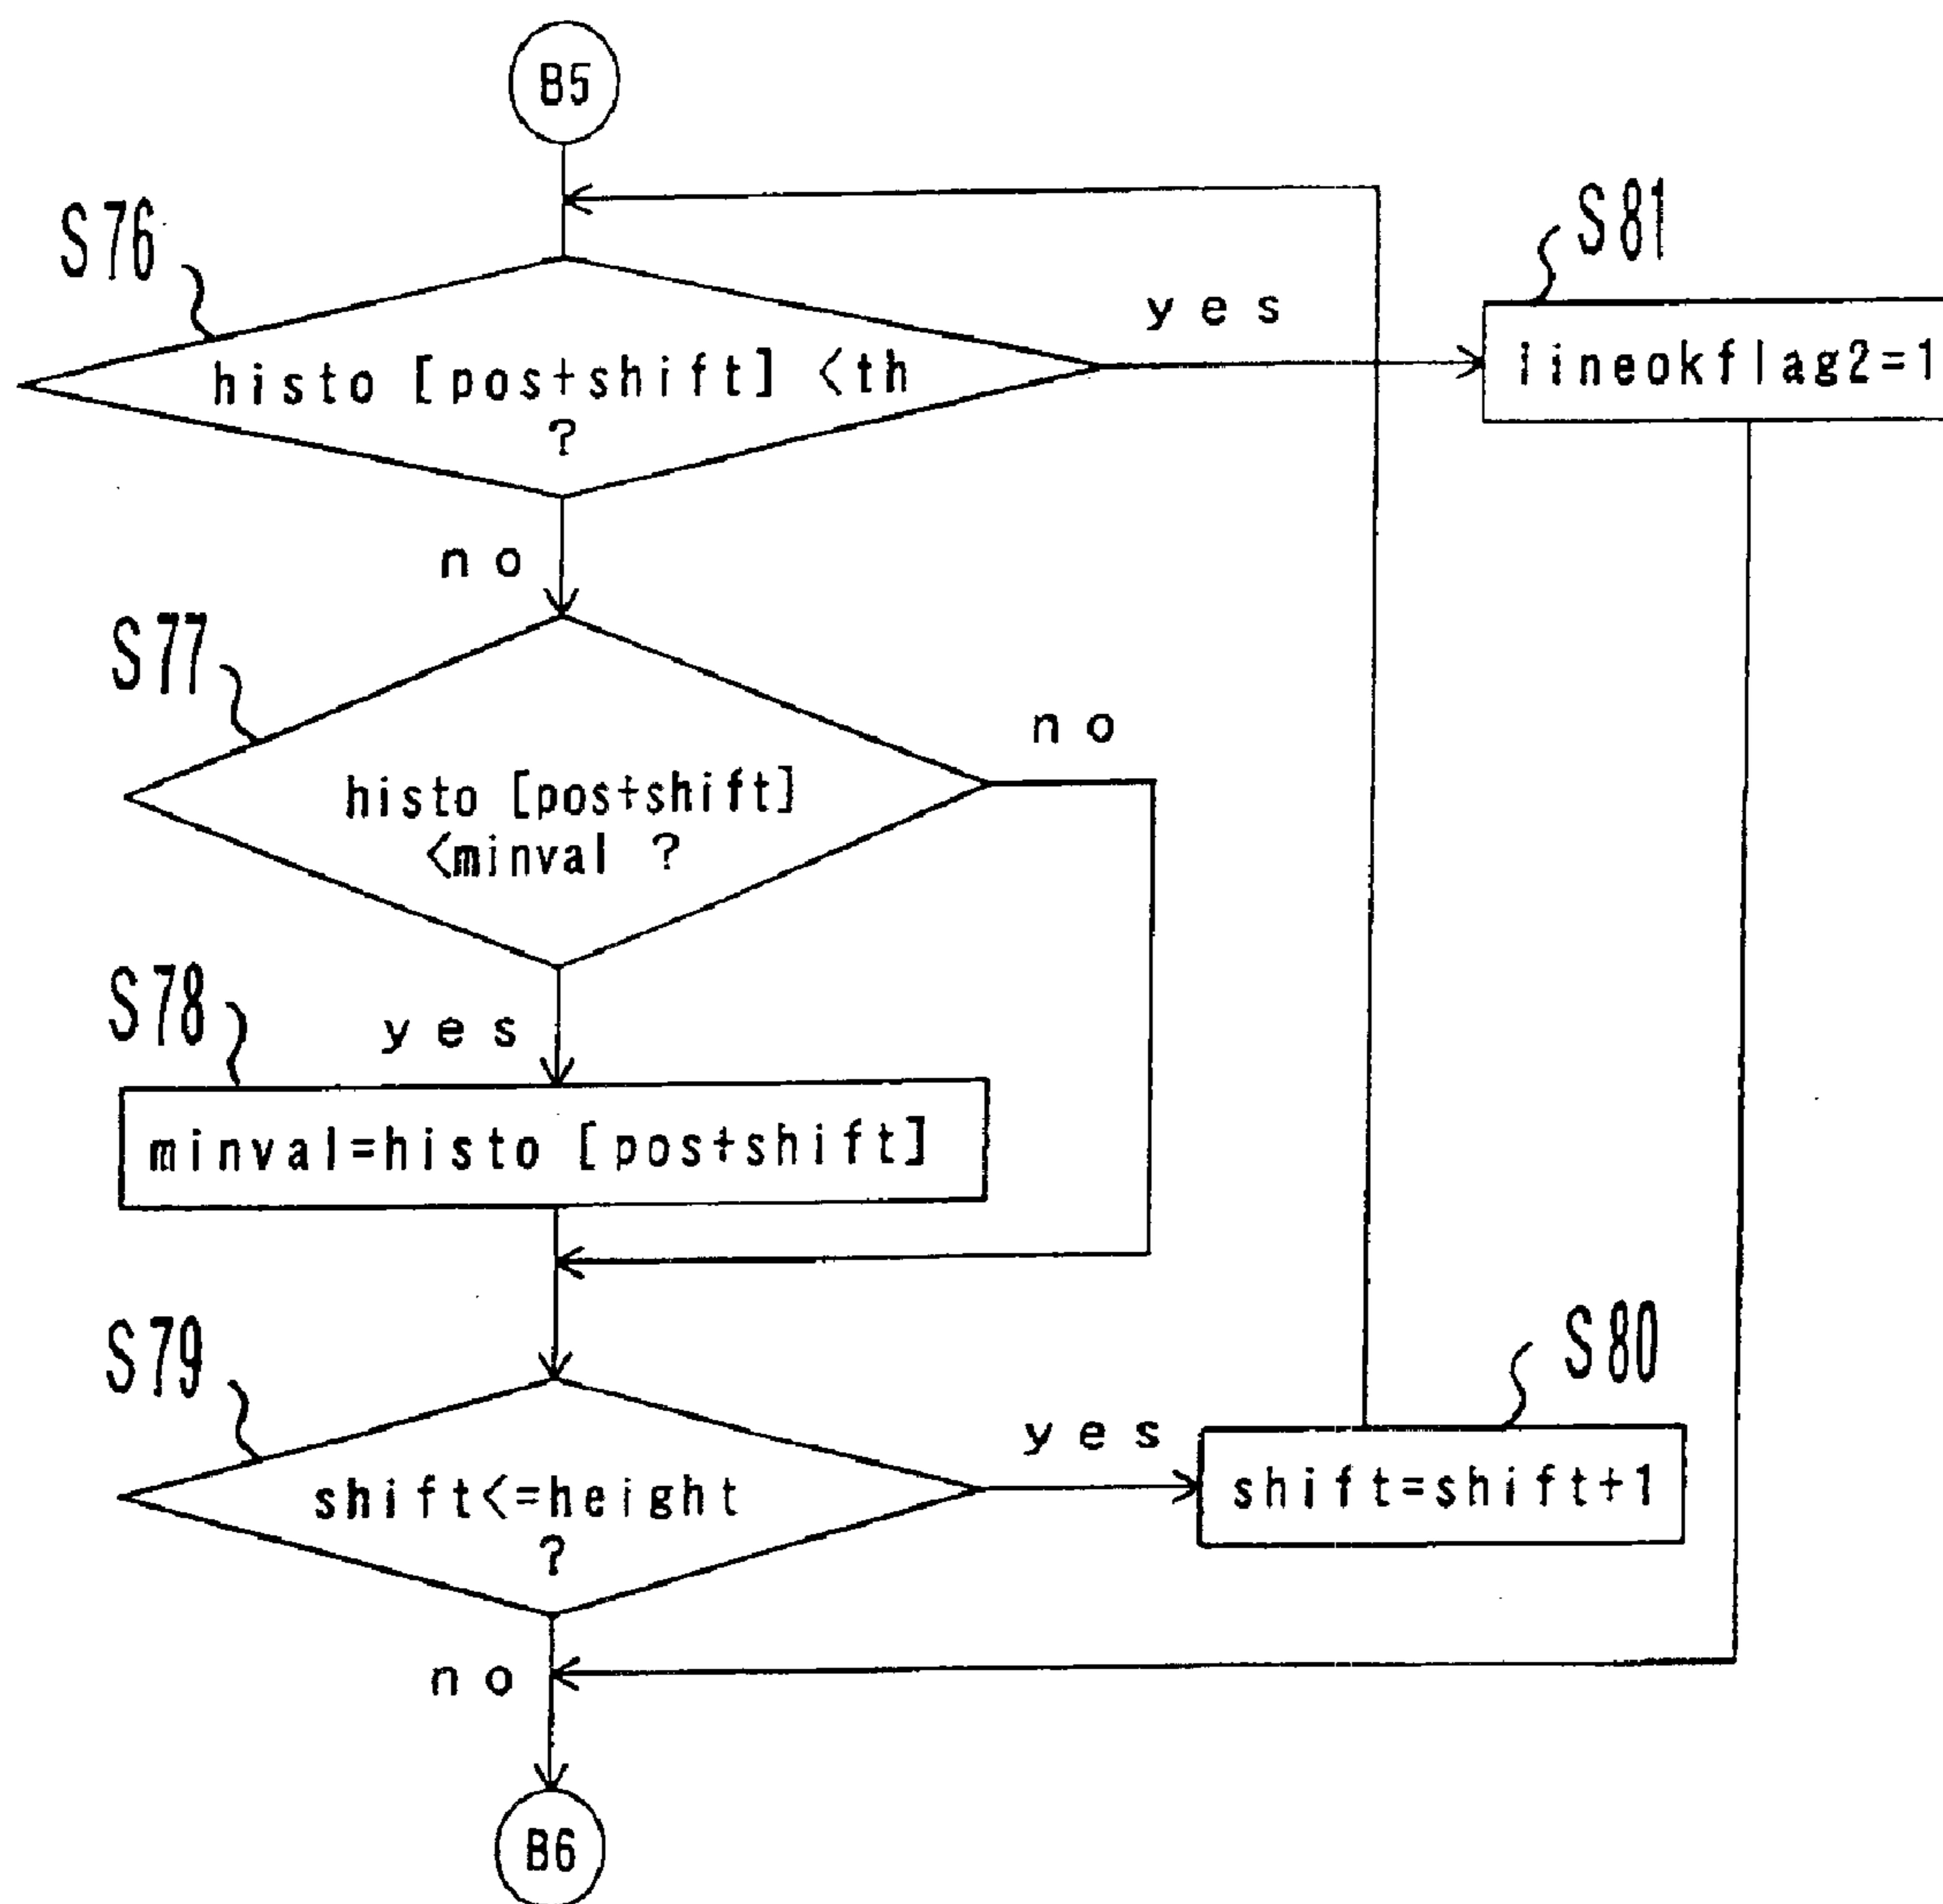 B5
S76
S81
yes
histo [pos+shift] <th
?
lineokflag2=1
no
S77
no
histo [pos+shift]
<minval ?
S78
yes
minval=histo [pos+shift]
S79
S80
yes
shift<=height
?
shift=shift+1
no
B6